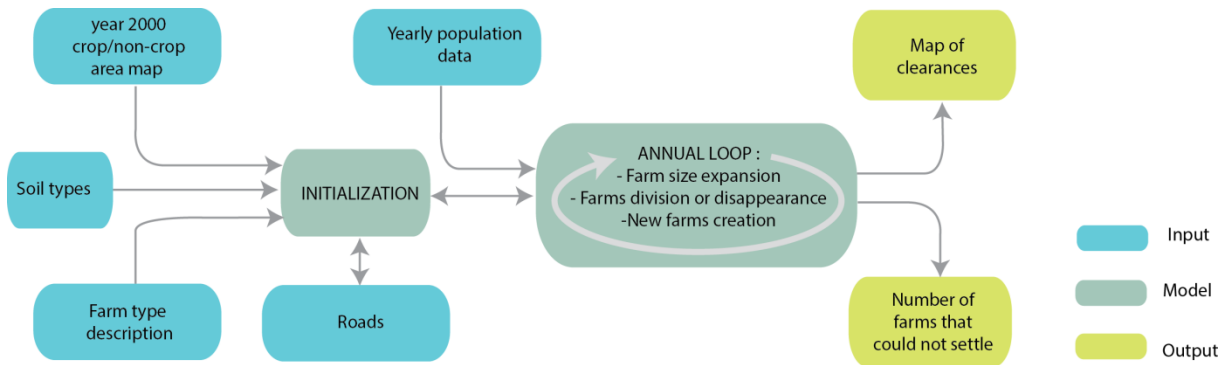 year 2000
crop/non-crop
area map
Yearly population
data
Map of
clearances
Soil types
INITIALIZATION
ANNUAL LOOP :
- Farm size expansion
- Farms division or disappearance
-New farms creation
Farm type
description
Roads
Number of
farms that
could not settle
Input
Model
Output